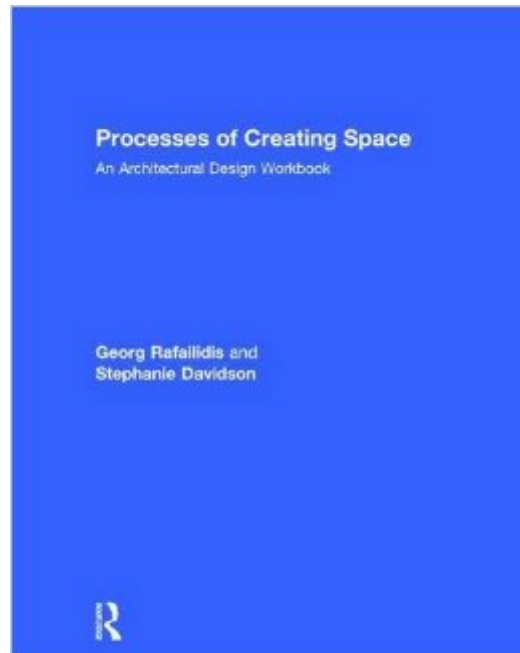 Processes of Creating Space
An Architectural Design Workbook
Georg Rafailidis and
Stephanie Davidson
R